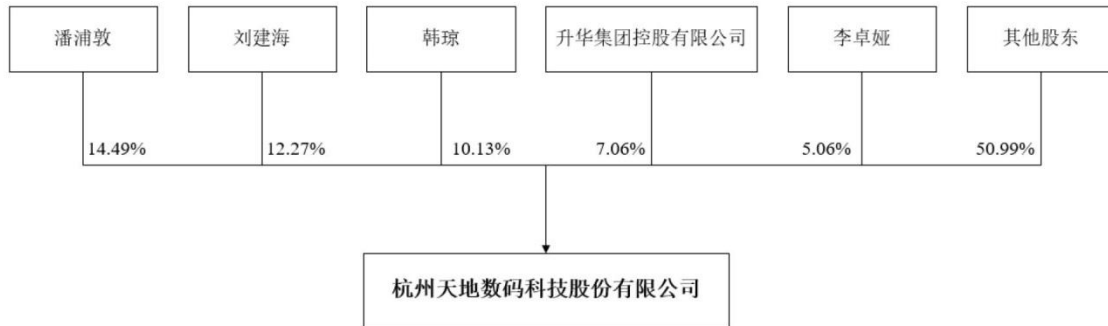 潘浦敦
刘建海
韩琼
升华集团控股有限公司
李卓娅
其他股东
14.49%
12.27%
10.13%
7.06%
5.06%
50.99%
杭州天地数码科技股份有限公司